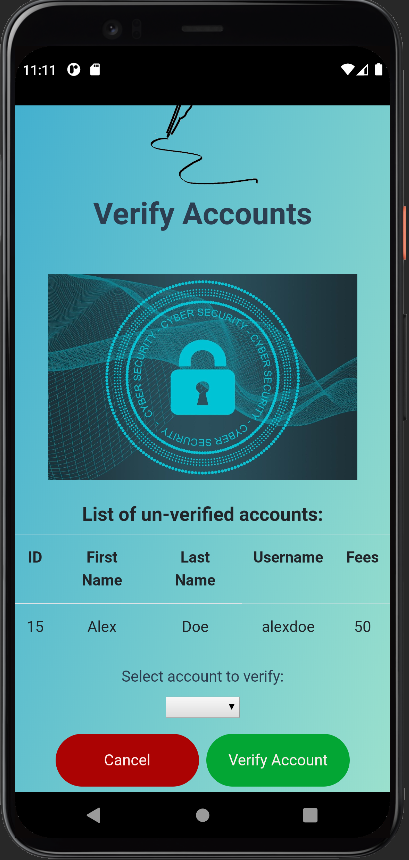 11:11
Verify Accounts
CYBER SECURITY · CYBER SECURITY · CYBER SECURITY · CYBER SECURITY ·
List of un-verified accounts:
ID First Name Last Name Username Fees
15 Alex Doe alexdoe 50
Select account to verify:
Cancel Verify Account